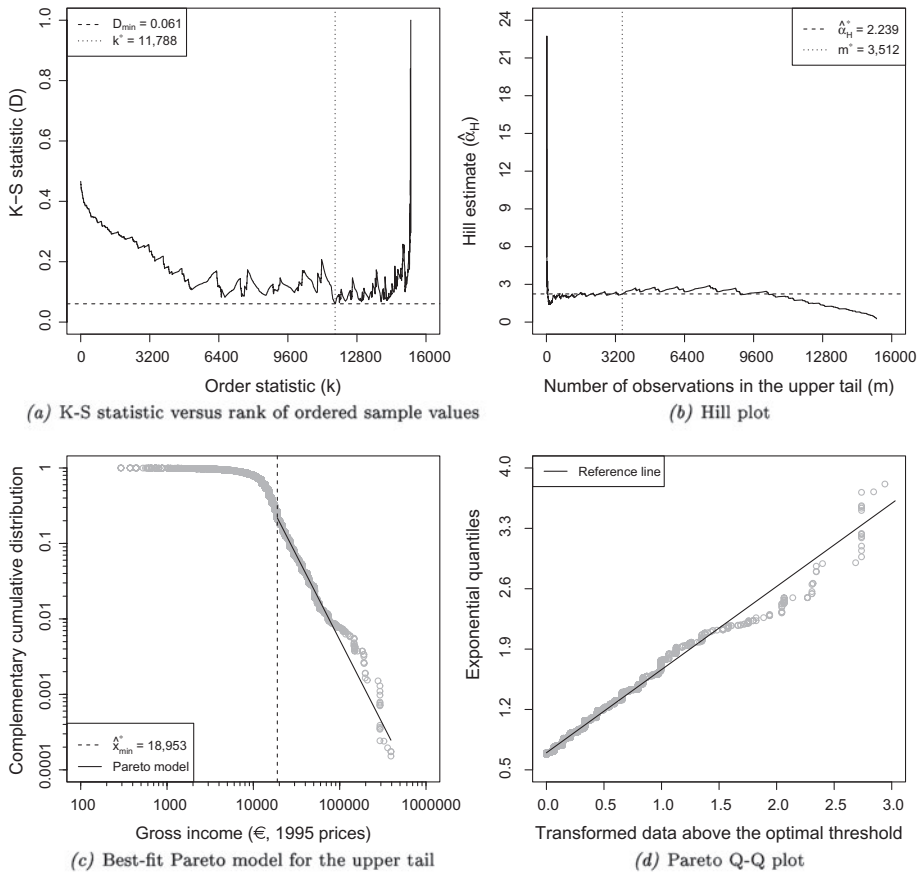 D_min = 0.061
k* = 11,788
K−S statistic (D)
0.0 0.2 0.4 0.6 0.8 1.0
0 3200 6400 9600 12800 16000
Order statistic (k)
(a) K-S statistic versus rank of ordered sample values
α̂*_H = 2.239
m* = 3,512
Hill estimate (α̂_H)
0 3 6 9 12 15 18 21 24
0 3200 6400 9600 12800 16000
Number of observations in the upper tail (m)
(b) Hill plot
Complementary cumulative distribution
1
0.1
0.01
0.001
0.0001
x̂*_min = 18,953
Pareto model
100 1000 10000 100000 1000000
Gross income (€, 1995 prices)
(c) Best-fit Pareto model for the upper tail
Reference line
Exponential quantiles
0.5 1.2 1.9 2.6 3.3 4.0
0.0 0.5 1.0 1.5 2.0 2.5 3.0
Transformed data above the optimal threshold
(d) Pareto Q-Q plot